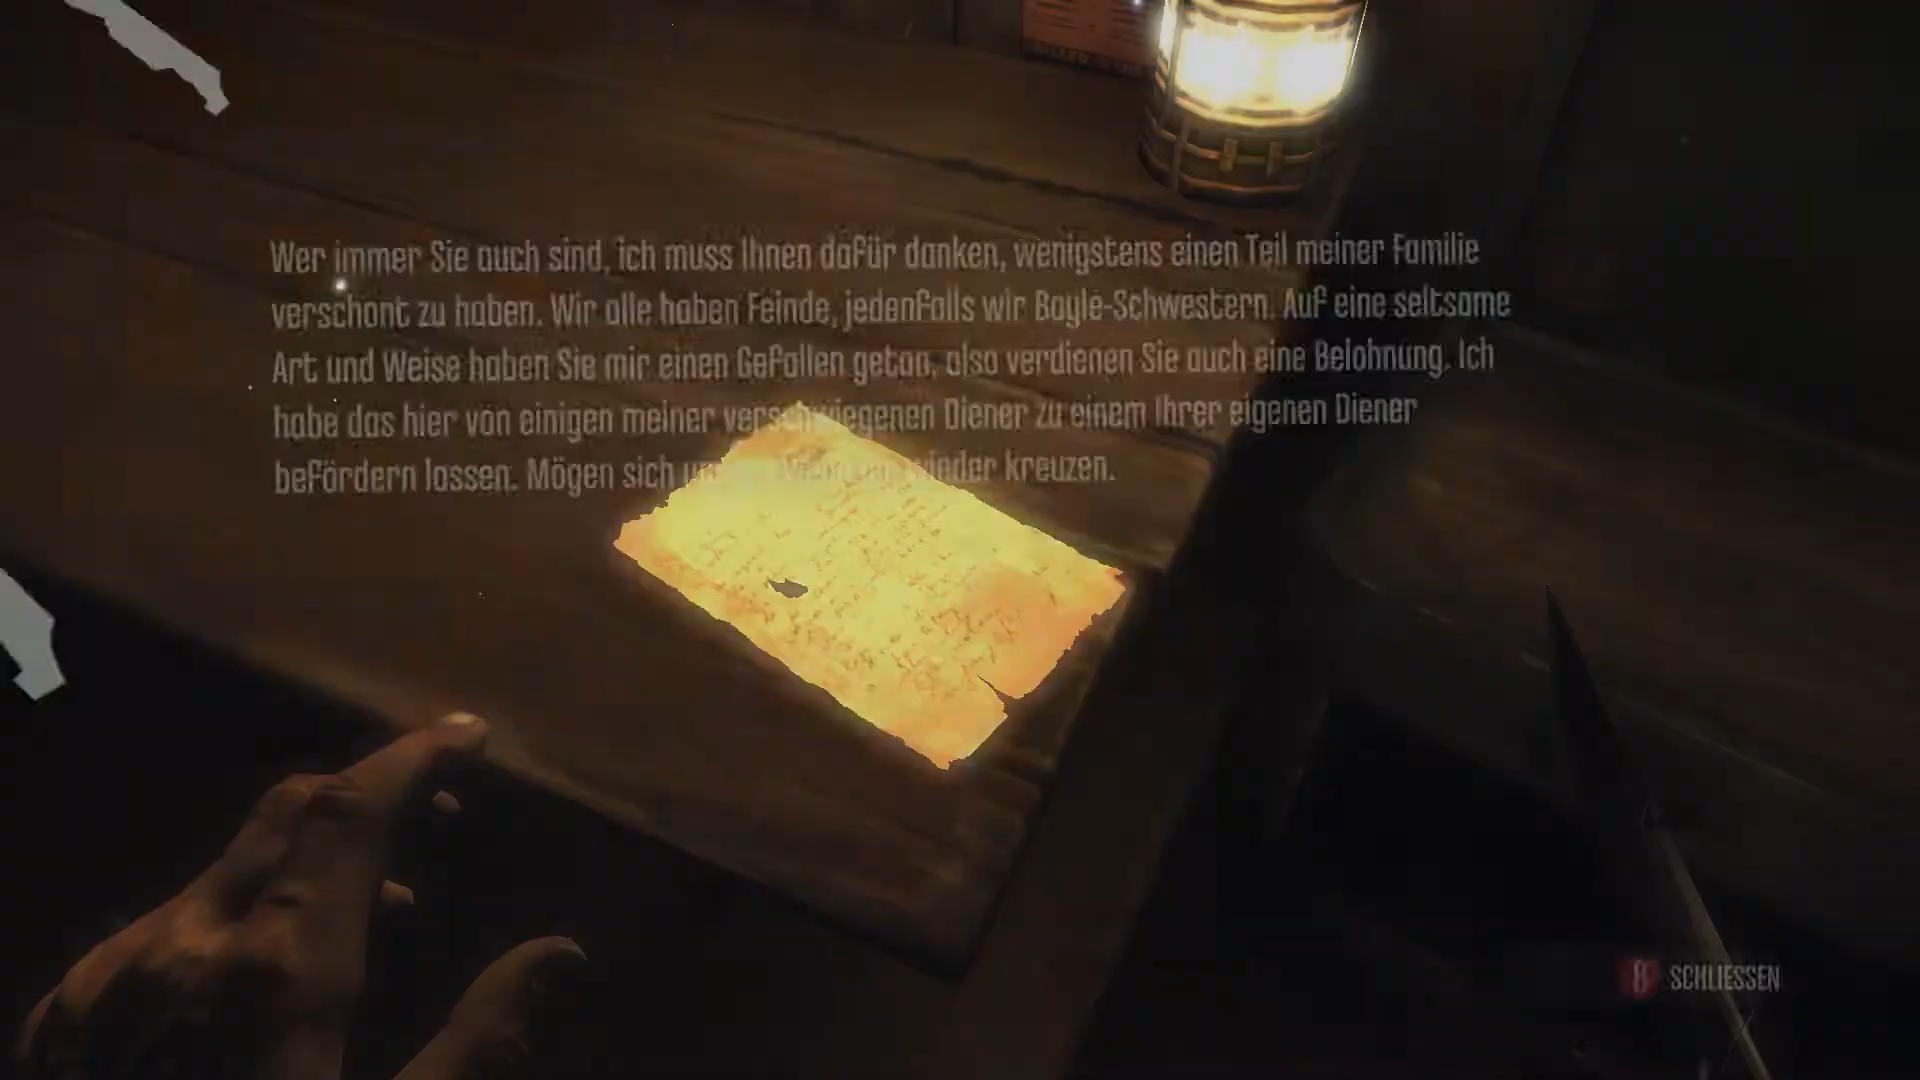 Wer immer Sie auch sind, ich muss Ihnen dafür danken, wenigstens einen Teil meiner Familie
verschont zu haben. Wir alle haben Feinde, jedenfalls wir Boyle-Schwestern. Auf eine seltsame
Art und Weise haben Sie mir einen Gefallen getan, also verdienen Sie auch eine Belohnung. Ich
habe das hier von einigen meiner verschwiegenen Diener zu einem Ihrer eigenen Diener
befördern lassen. Mögen sich wieder kreuzen.
B SCHLIESSEN